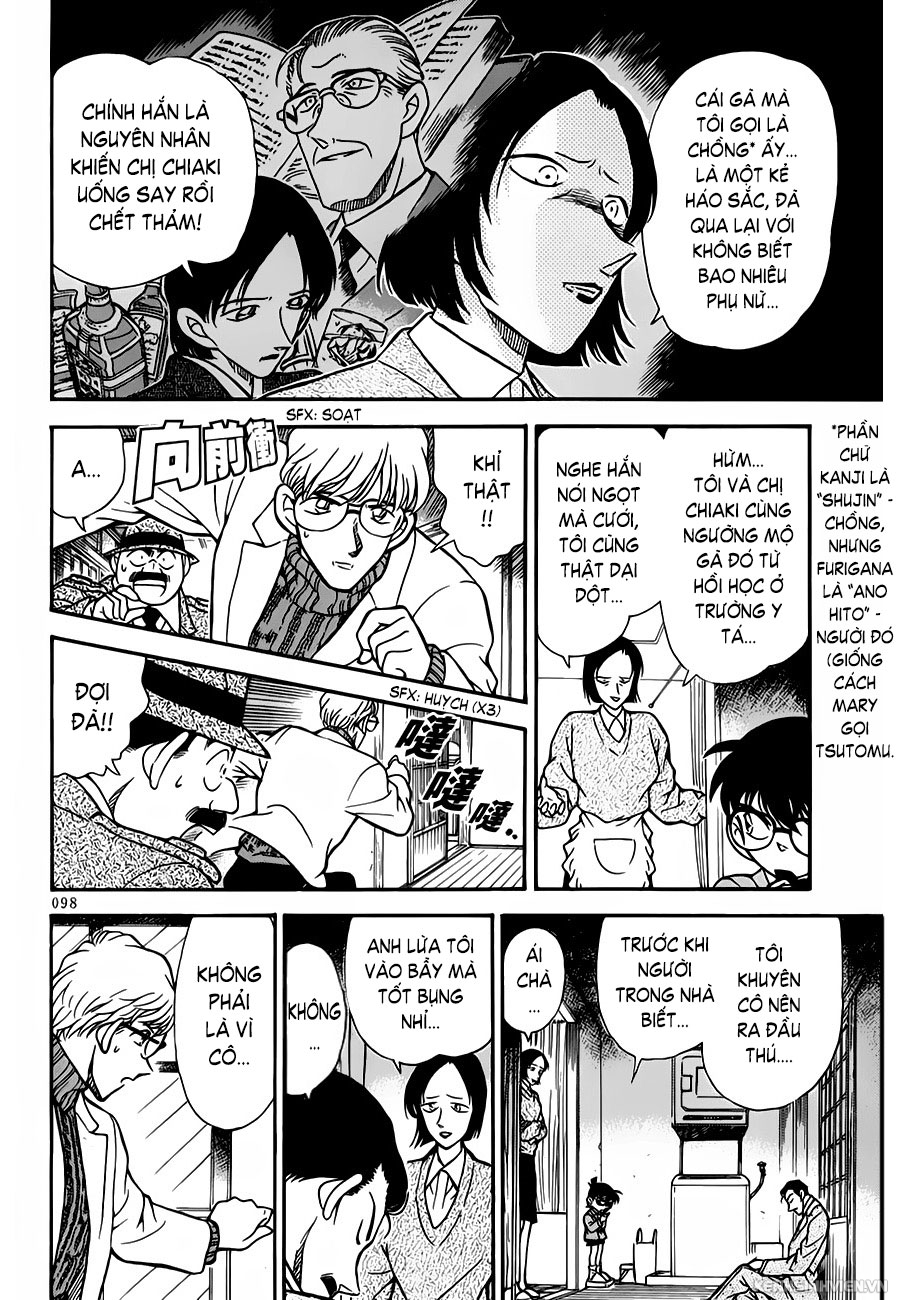 CÁI GÃ MÀ
TÔI GỌI LÀ
CHỒNG* ẤY...
LÀ MỘT KẺ
HÁO SẮC, ĐÃ
QUA LẠI VỚI
KHÔNG BIẾT
BAO NHIÊU
PHỤ NỮ...
CHÍNH HẮN LÀ
NGUYÊN NHÂN
KHIẾN CHỊ CHIAKI
UỐNG SAY RỒI
CHẾT THẢM!
*PHẦN
CHỮ
KANJI LÀ
"SHUJIN" -
CHỒNG,
NHƯNG
FURIGANA
LÀ "ANO
HITO" -
NGƯỜI ĐÓ
(GIỐNG
CÁCH
MARY
GỌI
TSUTOMU.
HỪM...
TÔI VÀ CHỊ
CHIAKI CÙNG
NGƯỠNG MỘ
GÃ ĐÓ TỪ
HỒI HỌC Ở
TRƯỜNG Y
TÁ...
NGHE HẮN
NÓI NGỌT
MÀ CƯỚI,
TÔI CŨNG
THẬT DẠI
DỘT...
SFX: SOẠT
向前衝
KHỈ
THẬT
!!
A...
SFX: HUỴCH (X3)
噠
噠
噠..
ĐỢI
ĐÃ!!
098
TÔI
KHUYÊN
CÔ NÊN
RA ĐẦU
THÚ....
TRƯỚC KHI
NGƯỜI
TRONG NHÀ
BIẾT...
ÁI
CHÀ
...
ANH LỪA TÔI
VÀO BẪY MÀ
TỐT BỤNG
NHỈ...
KHÔNG
...
KHÔNG
PHẢI
LÀ VÌ
CÔ...